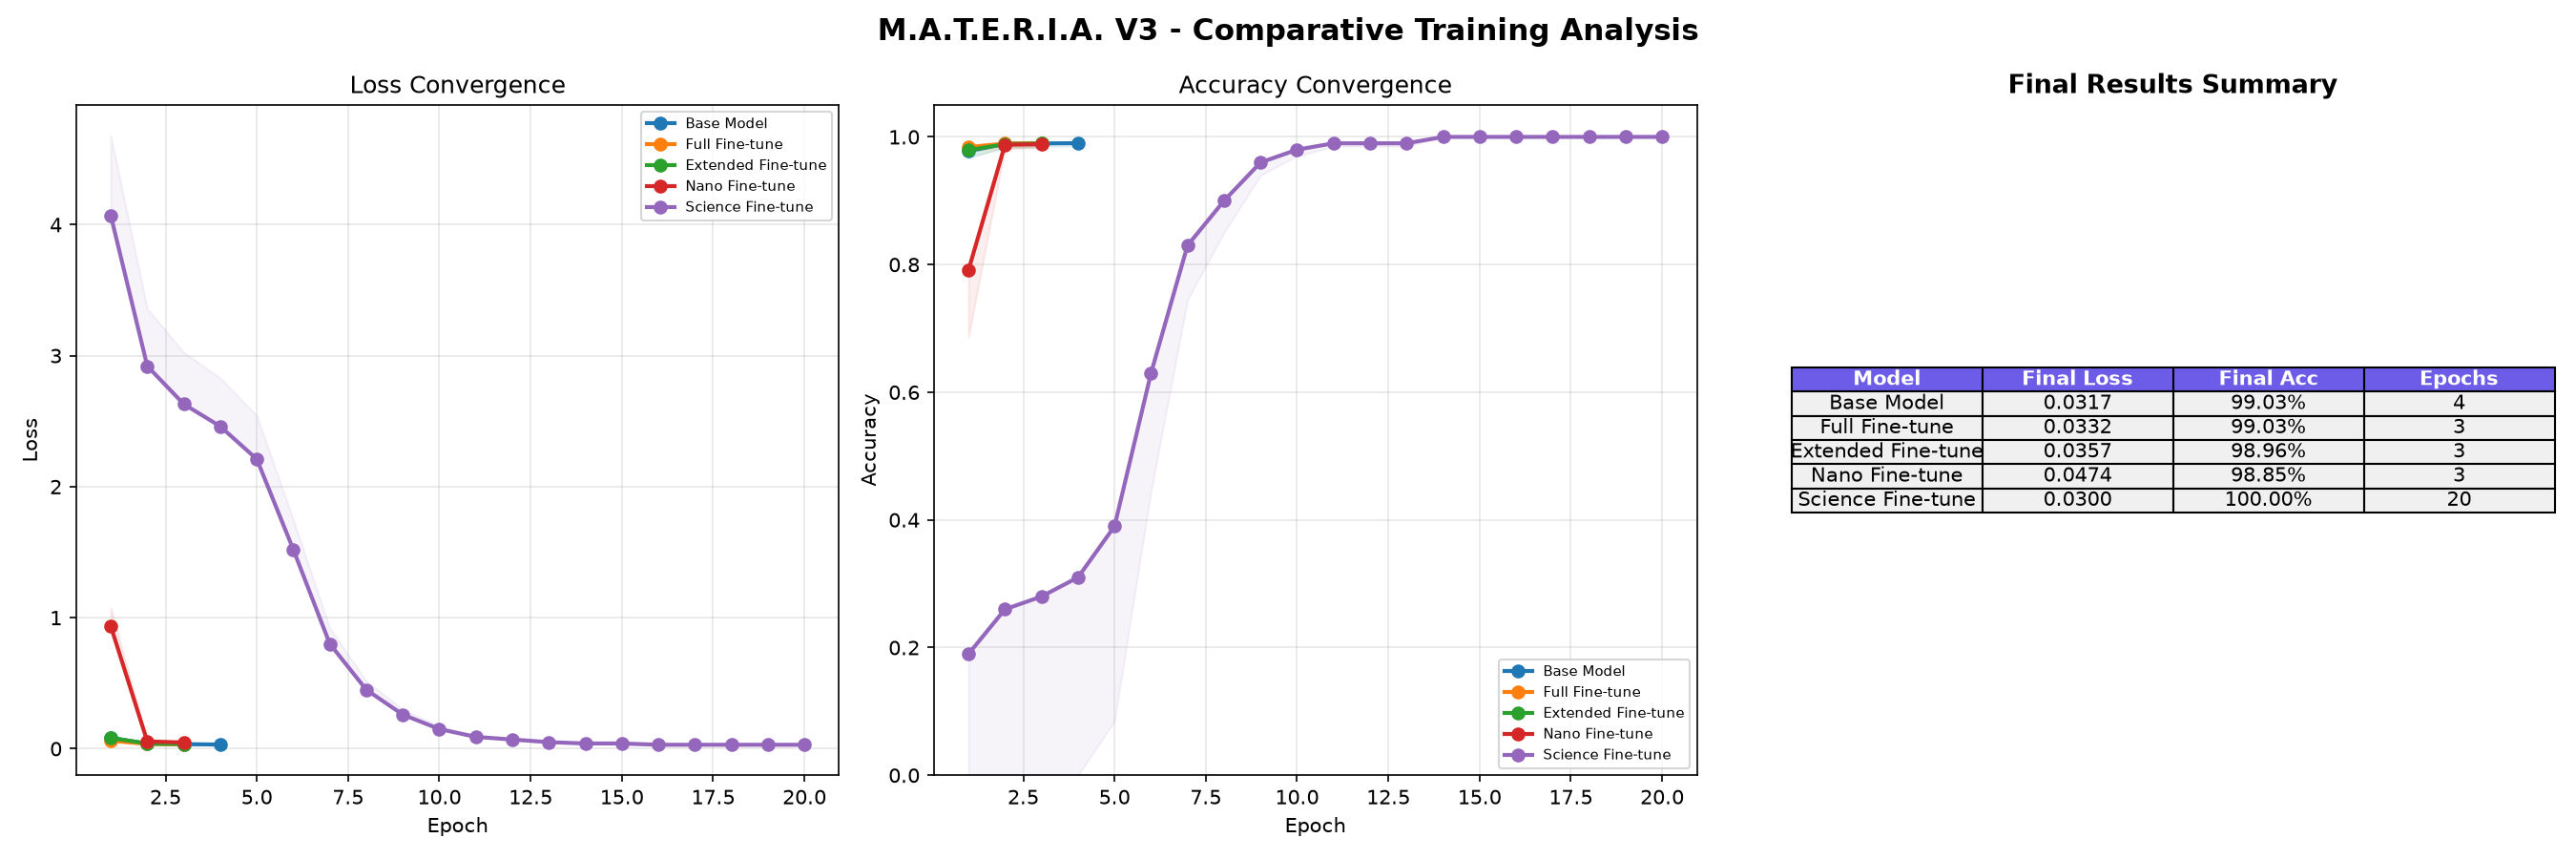 M.A.T.E.R.I.A. V3 - Comparative Training Analysis
Loss Convergence
Loss
4
3
2
1
0
2.5 5.0 7.5 10.0 12.5 15.0 17.5 20.0
Epoch
Base Model
Full Fine-tune
Extended Fine-tune
Nano Fine-tune
Science Fine-tune
Accuracy Convergence
Accuracy
1.0
0.8
0.6
0.4
0.2
0.0
2.5 5.0 7.5 10.0 12.5 15.0 17.5 20.0
Epoch
Base Model
Full Fine-tune
Extended Fine-tune
Nano Fine-tune
Science Fine-tune
Final Results Summary
Model Final Loss Final Acc Epochs
Base Model 0.0317 99.03% 4
Full Fine-tune 0.0332 99.03% 3
Extended Fine-tune 0.0357 98.96% 3
Nano Fine-tune 0.0474 98.85% 3
Science Fine-tune 0.0300 100.00% 20